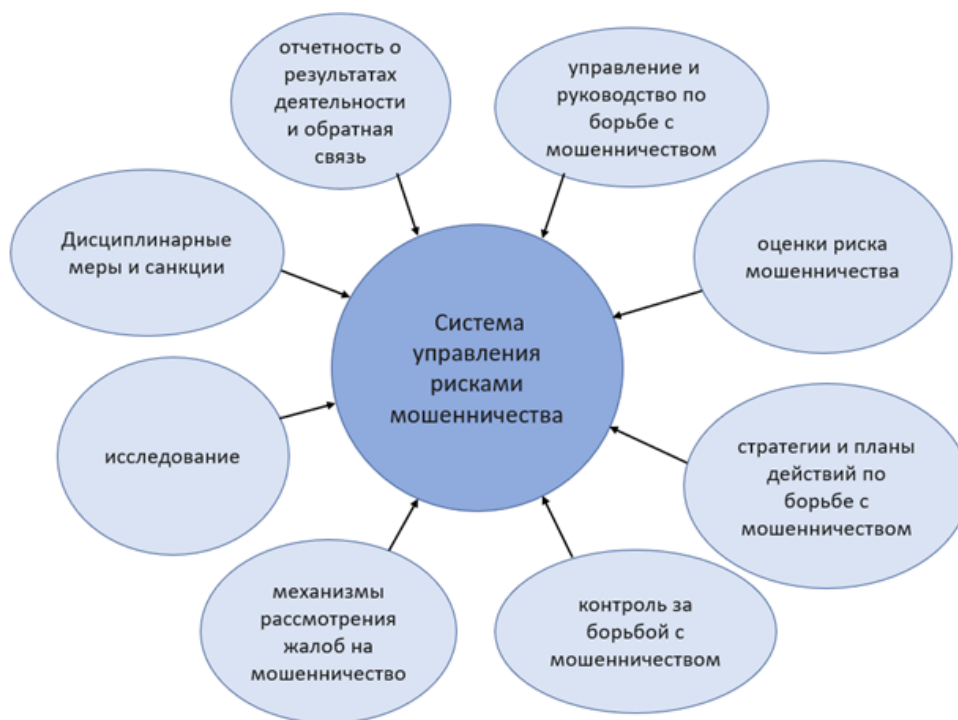 отчетность о
результатах
деятельности
и обратная
связь
управление и
руководство по
борьбе с
мошенничеством
Дисциплинарные
меры и санкции
оценки риска
мошенничества
Система
управления
рисками
мошенничества
исследование
стратегии и планы
действий по
борьбе с
мошенничеством
механизмы
рассмотрения
жалоб на
мошенничество
контроль за
борьбой с
мошенничеством